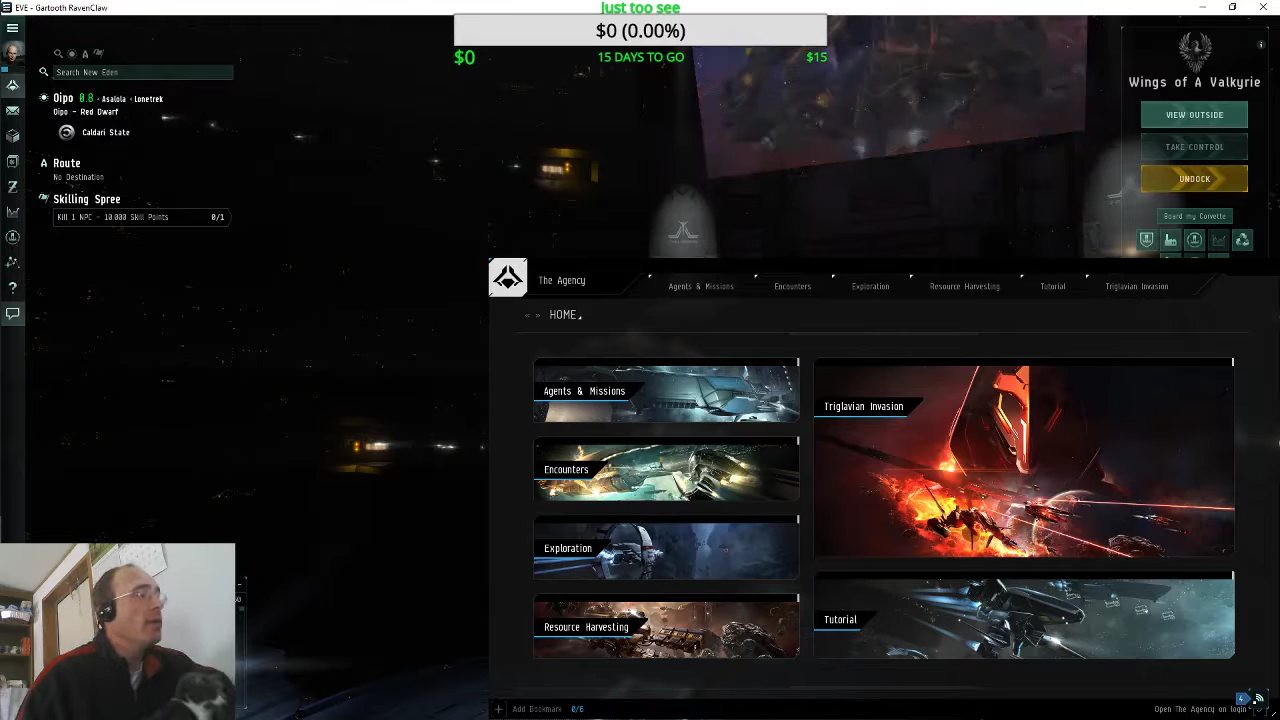 EVE - Gartooth RavenClaw
Just too see
$0 (0.00%)
$0
15 DAYS TO GO
$15
Search New Eden
Oipo 0.8 · Asalola · Lonetrek
Oipo - Red Dwarf
Caldari State
Route
No Destination
Skilling Spree
Kill 1 NPC - 10.000 Skill Points
0/1
Wings of A Valkyrie
VIEW OUTSIDE
TAKE CONTROL
UNDOCK
Board my Corvette
The Agency
Agents & Missions
Encounters
Exploration
Resource Harvesting
Tutorial
Triglavian Invasion
« » HOME
Agents & Missions
Triglavian Invasion
Encounters
Exploration
Resource Harvesting
Tutorial
Add Bookmark 0/6
4
Open The Agency on login